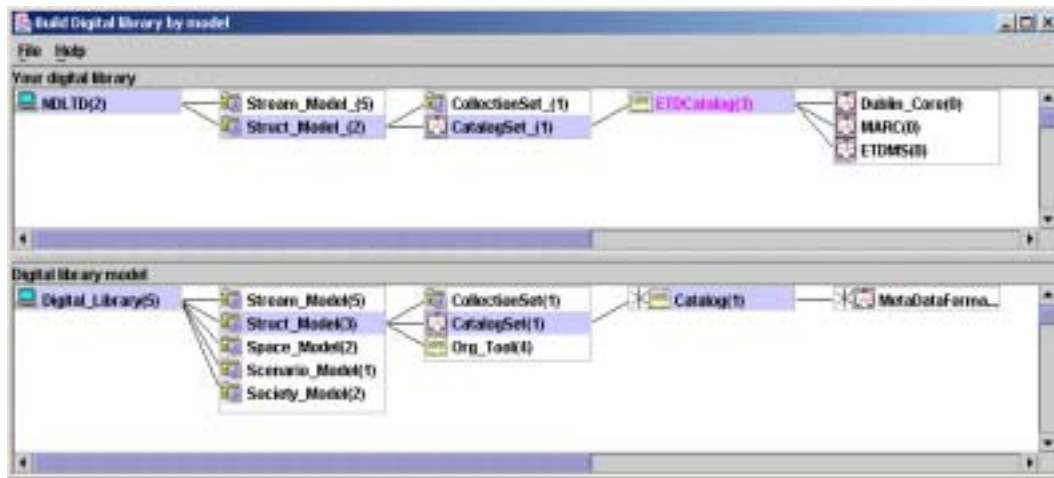 Build Digital library by model
File Help
Your digital library
NDLTD(2) Stream_Model_(5) CollectionSet_(1) ETDCatalog(3) Dublin_Core(0)
Struct_Model_(2) CatalogSet_(1) MARC(0)
ETDMS(0)
Digital library model
Digital_Library(5) Stream_Model(5) CollectionSet(1) Catalog(1) MetaDataForma...
Struct_Model(3) CatalogSet(1)
Space_Model(2) Org_Tool(4)
Scenario_Model(1)
Society_Model(2)